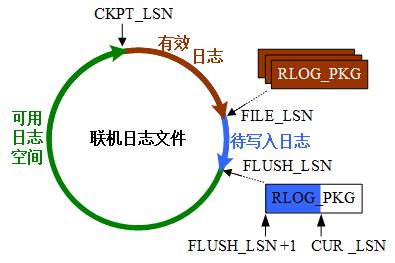 CKPT_LSN
有效
日志
RLOG_PKG
FILE_LSN
可用
日志
空间
联机日志文件
待写入日志
FLUSH_LSN
RLOG_PKG
FLUSH_LSN+1
CUR _LSN